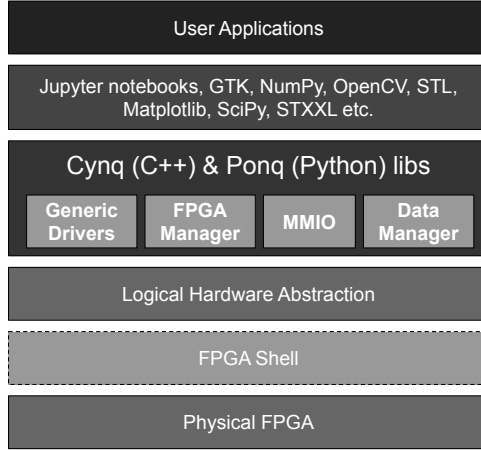 User Applications
Jupyter notebooks, GTK, NumPy, OpenCV, STL,
Matplotlib, SciPy, STXXL etc.
Cynq (C++) & Ponq (Python) libs
Generic
Drivers
FPGA
Manager
MMIO
Data
Manager
Logical Hardware Abstraction
FPGA Shell
Physical FPGA